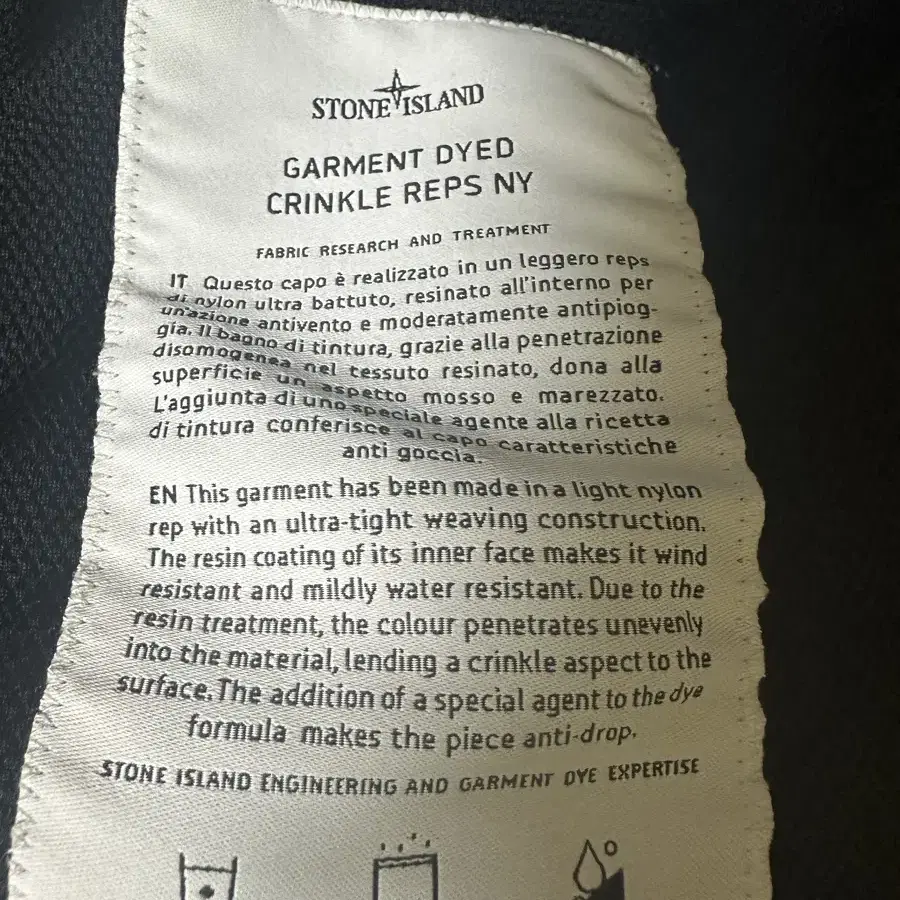 STONE ISLAND
GARMENT DYED
CRINKLE REPS NY
FABRIC RESEARCH AND TREATMENT
IT Questo capo è realizzato in un leggero reps
di nylon ultra battuto, resinato all'interno per
un'azione antivento e moderatamente antipiog-
gia. Il bagno di tintura, grazie alla penetrazione
disomogenea nel tessuto resinato, dona alla
superficie un aspetto mosso e marezzato.
L'aggiunta di uno speciale agente alla ricetta
di tintura conferisce al capo caratteristiche
anti goccia.
EN This garment has been made in a light nylon
rep with an ultra-tight weaving construction.
The resin coating of its inner face makes it wind
resistant and mildly water resistant. Due to the
resin treatment, the colour penetrates unevenly
into the material, lending a crinkle aspect to the
surface. The addition of a special agent to the dye
formula makes the piece anti-drop.
STONE ISLAND ENGINEERING AND GARMENT DYE EXPERTISE